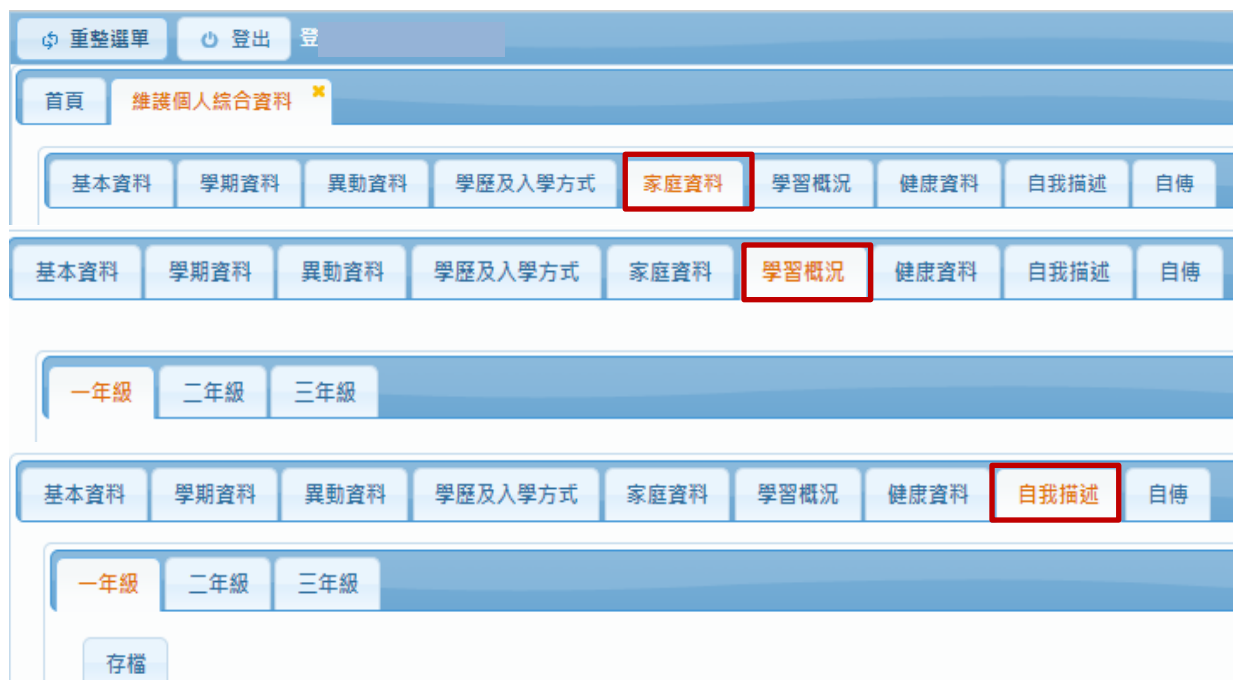 重整選單 登出 登
首頁 維護個人綜合資料
基本資料 學期資料 異動資料 學歷及入學方式 家庭資料 學習概況 健康資料 自我描述 自傳
基本資料 學期資料 異動資料 學歷及入學方式 家庭資料 學習概況 健康資料 自我描述 自傳
一年級 二年級 三年級
基本資料 學期資料 異動資料 學歷及入學方式 家庭資料 學習概況 健康資料 自我描述 自傳
一年級 二年級 三年級
存檔